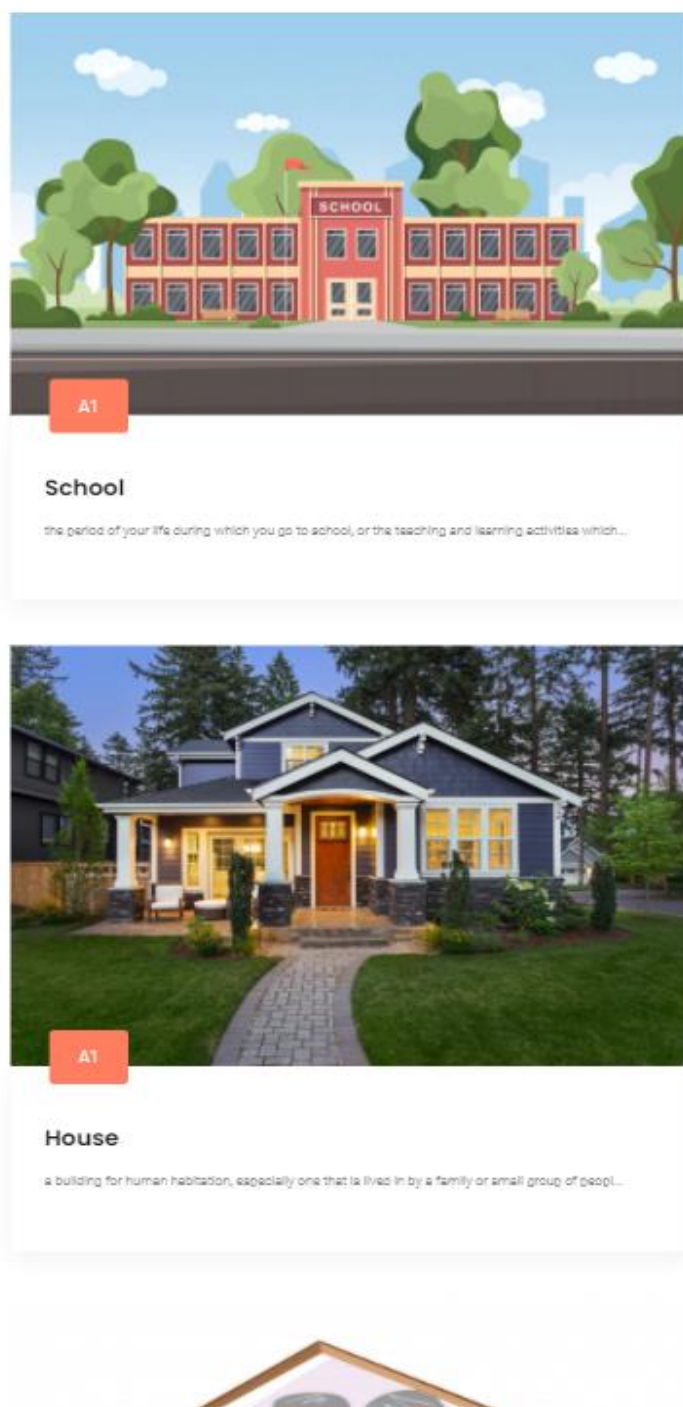 SCHOOL
A1
School
the period of your life during which you go to school, or the teaching and learning activities which...
A1
House
a building for human habitation, especially one that is lived in by a family or small group of peopl...